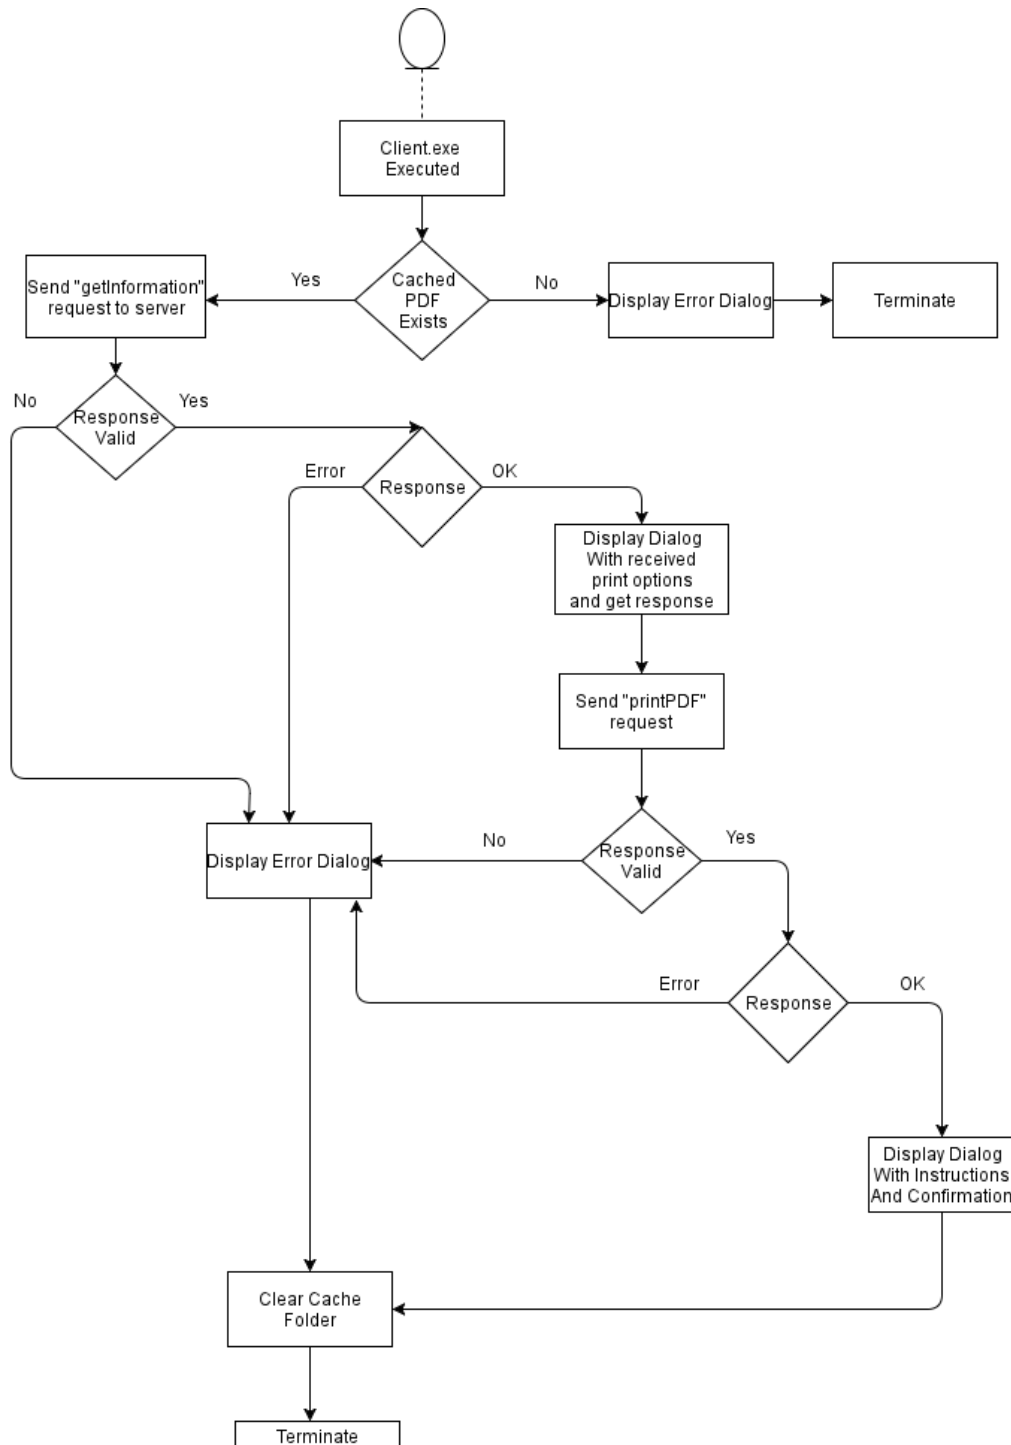 Client.exe
Executed
Cached
PDF
Exists
Yes
No
Send "getInformation"
request to server
Display Error Dialog
Terminate
No
Yes
Response
Valid
Error
Response
OK
Display Dialog
With received
print options
and get response
Send "printPDF"
request
Response
Valid
No
Yes
Display Error Dialog
Error
Response
OK
Display Dialog
With Instructions
And Confirmation
Clear Cache
Folder
Terminate